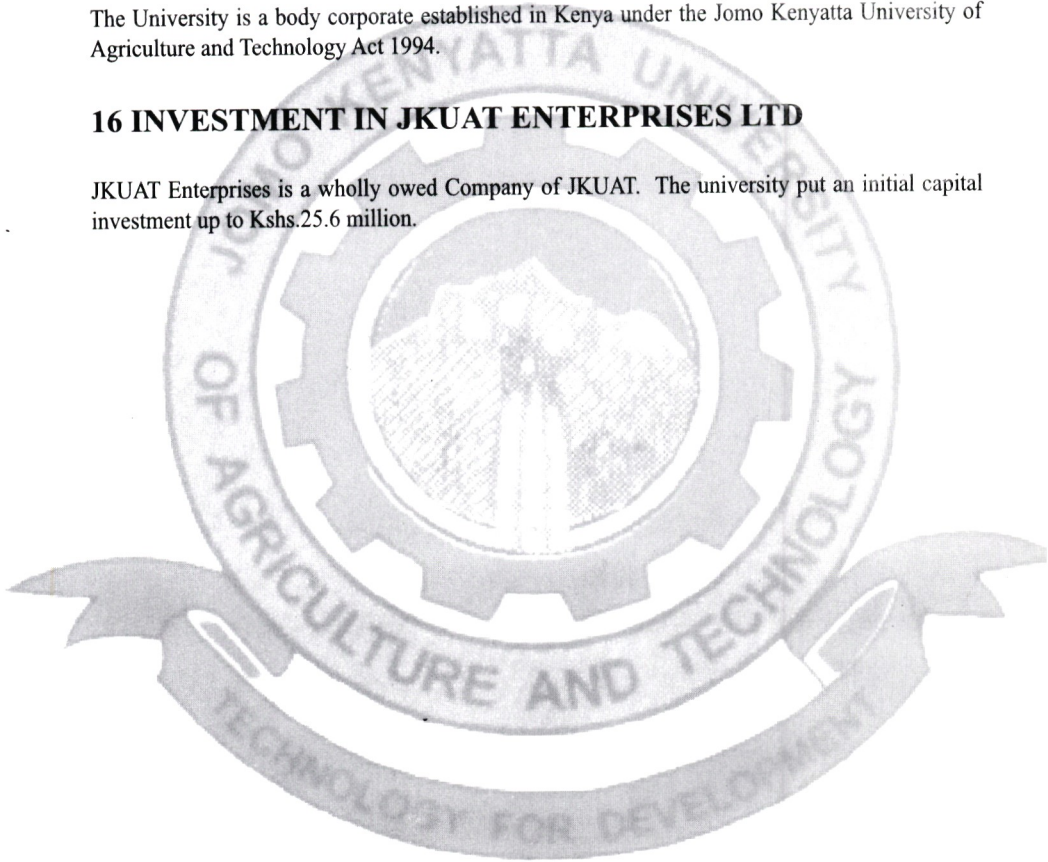 The University is a body corporate established in Kenya under the Jomo Kenyatta University of
Agriculture and Technology Act 1994.
16 INVESTMENT IN JKUAT ENTERPRISES LTD
JKUAT Enterprises is a wholly owed Company of JKUAT. The university put an initial capital
investment up to Kshs.25.6 million.
JOMO KENYATTA UNIVERSITY
OF AGRICULTURE AND TECHNOLOGY
TECHNOLOGY FOR DEVELOPMENT